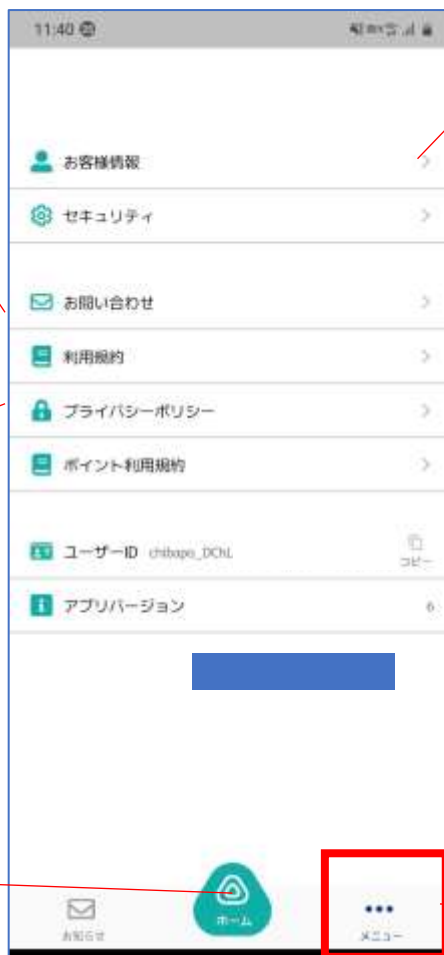 11:40
お客様情報
セキュリティ
お問い合わせ
利用規約
プライバシーポリシー
ポイント利用規約
ユーザーID chibapo_DChL
コピー
アプリバージョン 6
お知らせ
ホーム
メニュー